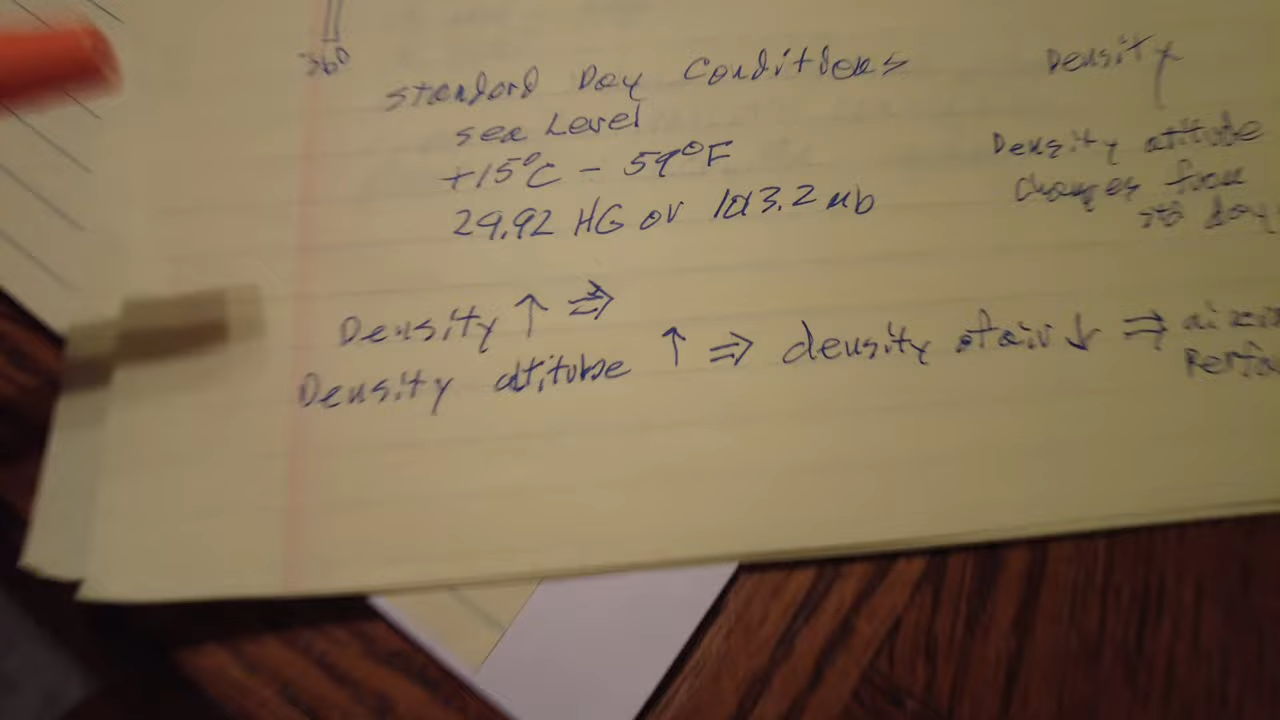 360
Standard Day Conditions
sea Level
+15°C - 59°F
29.92 HG or 1013.2 mb
Density
Density altitude
Changes from
std day
Density ↑ ⇒
Density altitude ↑ ⇒ density of air ↓ ⇒